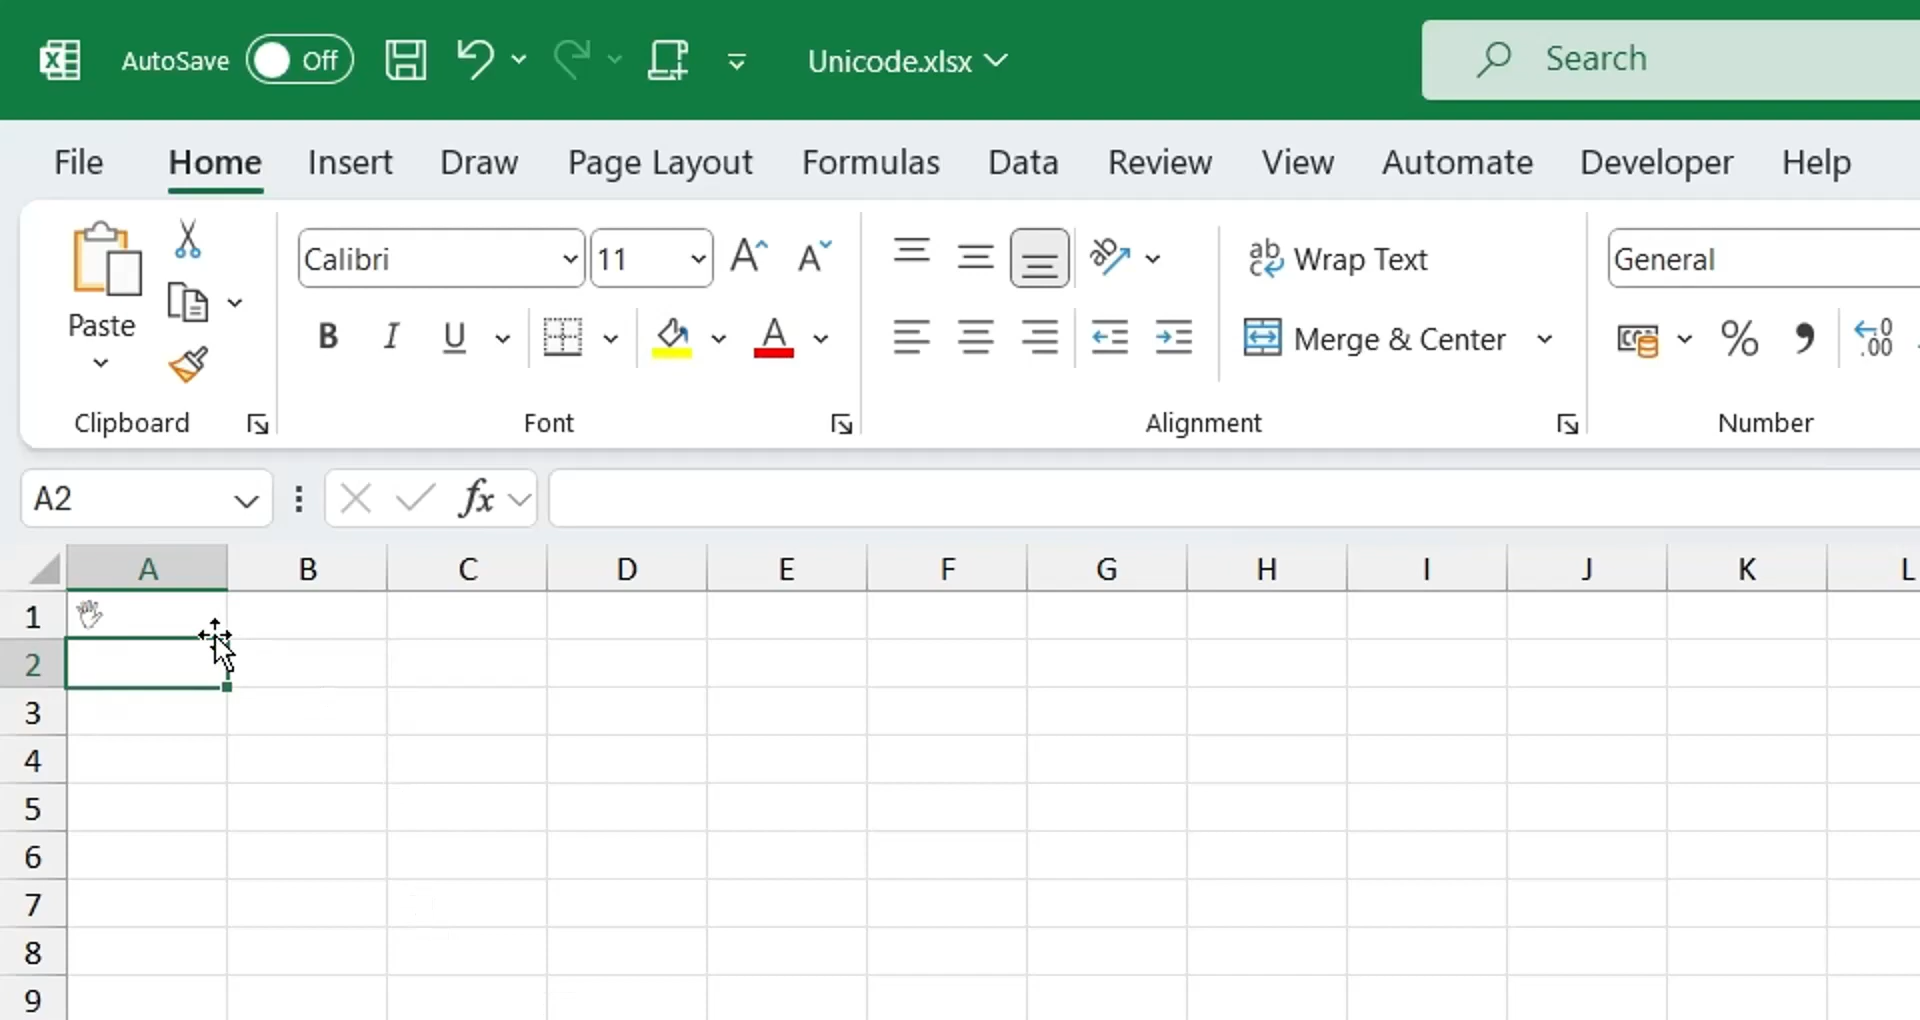 AutoSave Off Unicode.xlsx Search
File Home Insert Draw Page Layout Formulas Data Review View Automate Developer Help
Paste
Calibri 11
Wrap Text
General
B I U A
Merge & Center
% .00
Clipboard Font Alignment Number
A2 fx
A B C D E F G H I J K L
1 🖑
2
3
4
5
6
7
8
9